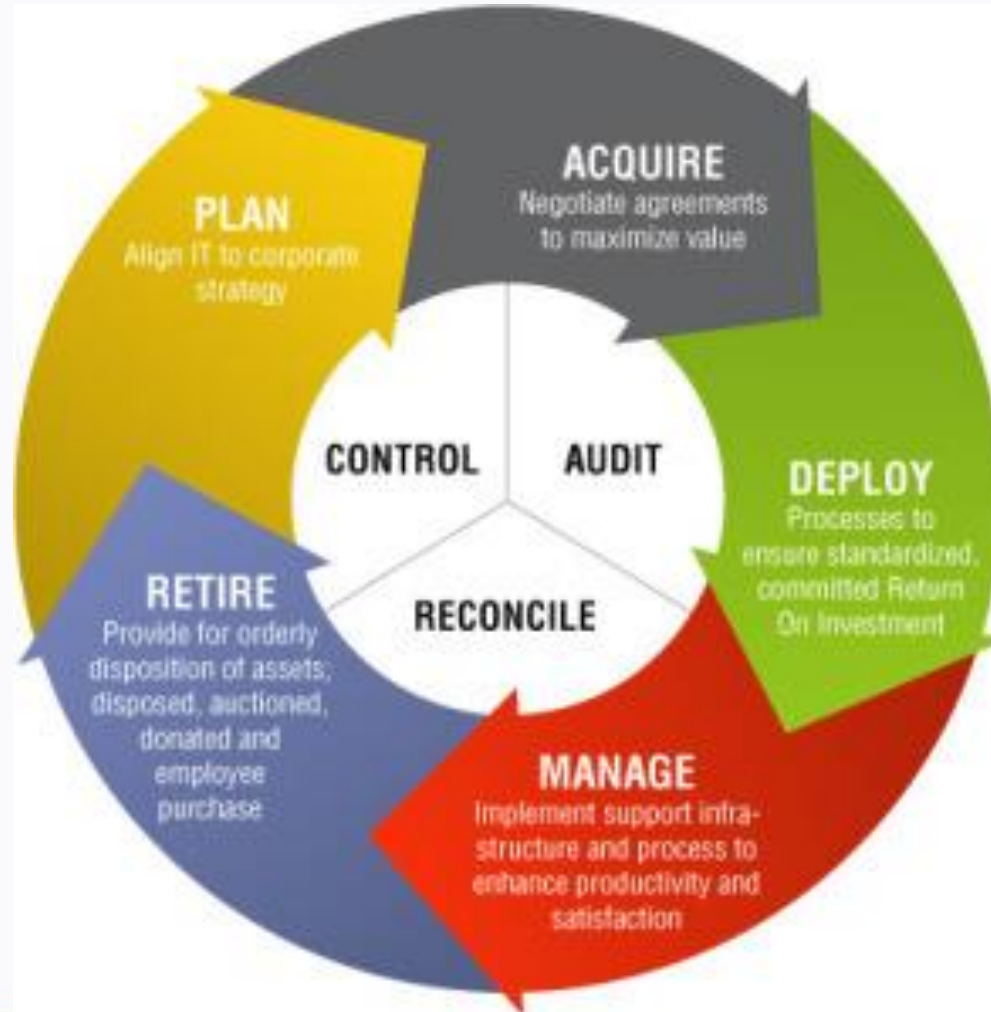 PLAN
Align IT to corporate
strategy
ACQUIRE
Negotiate agreements
to maximize value
DEPLOY
Processes to
ensure standardized,
committed Return
On Investment
MANAGE
Implement support infra-
structure and process to
enhance productivity and
satisfaction
RETIRE
Provide for orderly
disposition of assets;
disposed, auctioned,
donated and
employee
purchase
CONTROL
AUDIT
RECONCILE